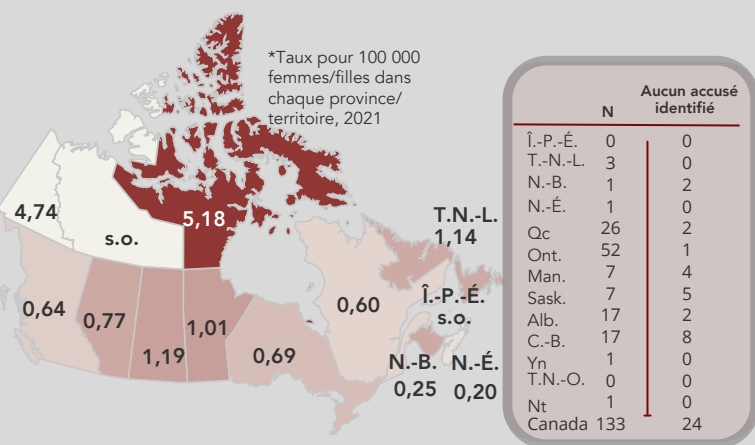 *Taux pour 100 000
femmes/filles dans
chaque province/
territoire, 2021
4,74
s.o.
5,18
T.N.-L.
1,14
0,64
0,77
1,19
1,01
0,69
0,60
Î.-P.-É.
s.o.
N.-B.
0,25
N.-É.
0,20
N Aucun accusé
identifié
Î.-P.-É. 0 0
T.-N.-L. 3 0
N.-B. 1 2
N.-É. 1 0
Qc 26 2
Ont. 52 1
Man. 7 4
Sask. 7 5
Alb. 17 2
C.-B. 17 8
Yn 1 0
T.N.-O. 0 0
Nt 1 0
Canada 133 24